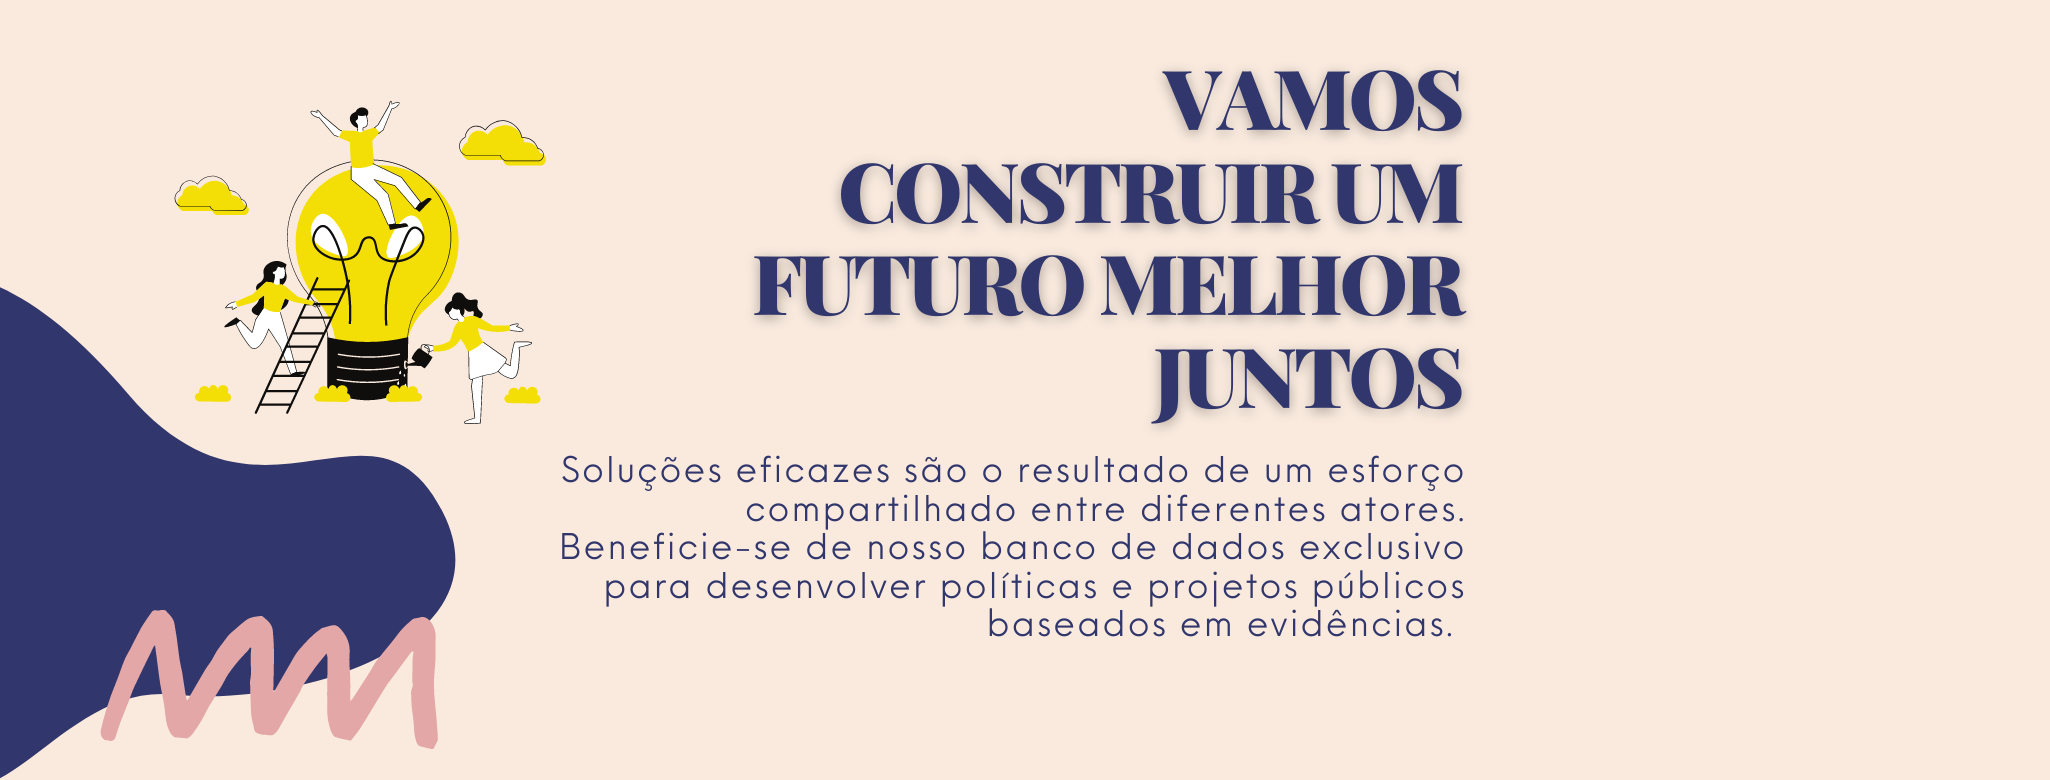 VAMOS
CONSTRUIR UM
FUTURO MELHOR
JUNTOS
Soluções eficazes são o resultado de um esforço
compartilhado entre diferentes atores.
Beneficie-se de nosso banco de dados exclusivo
para desenvolver políticas e projetos públicos
baseados em evidências.